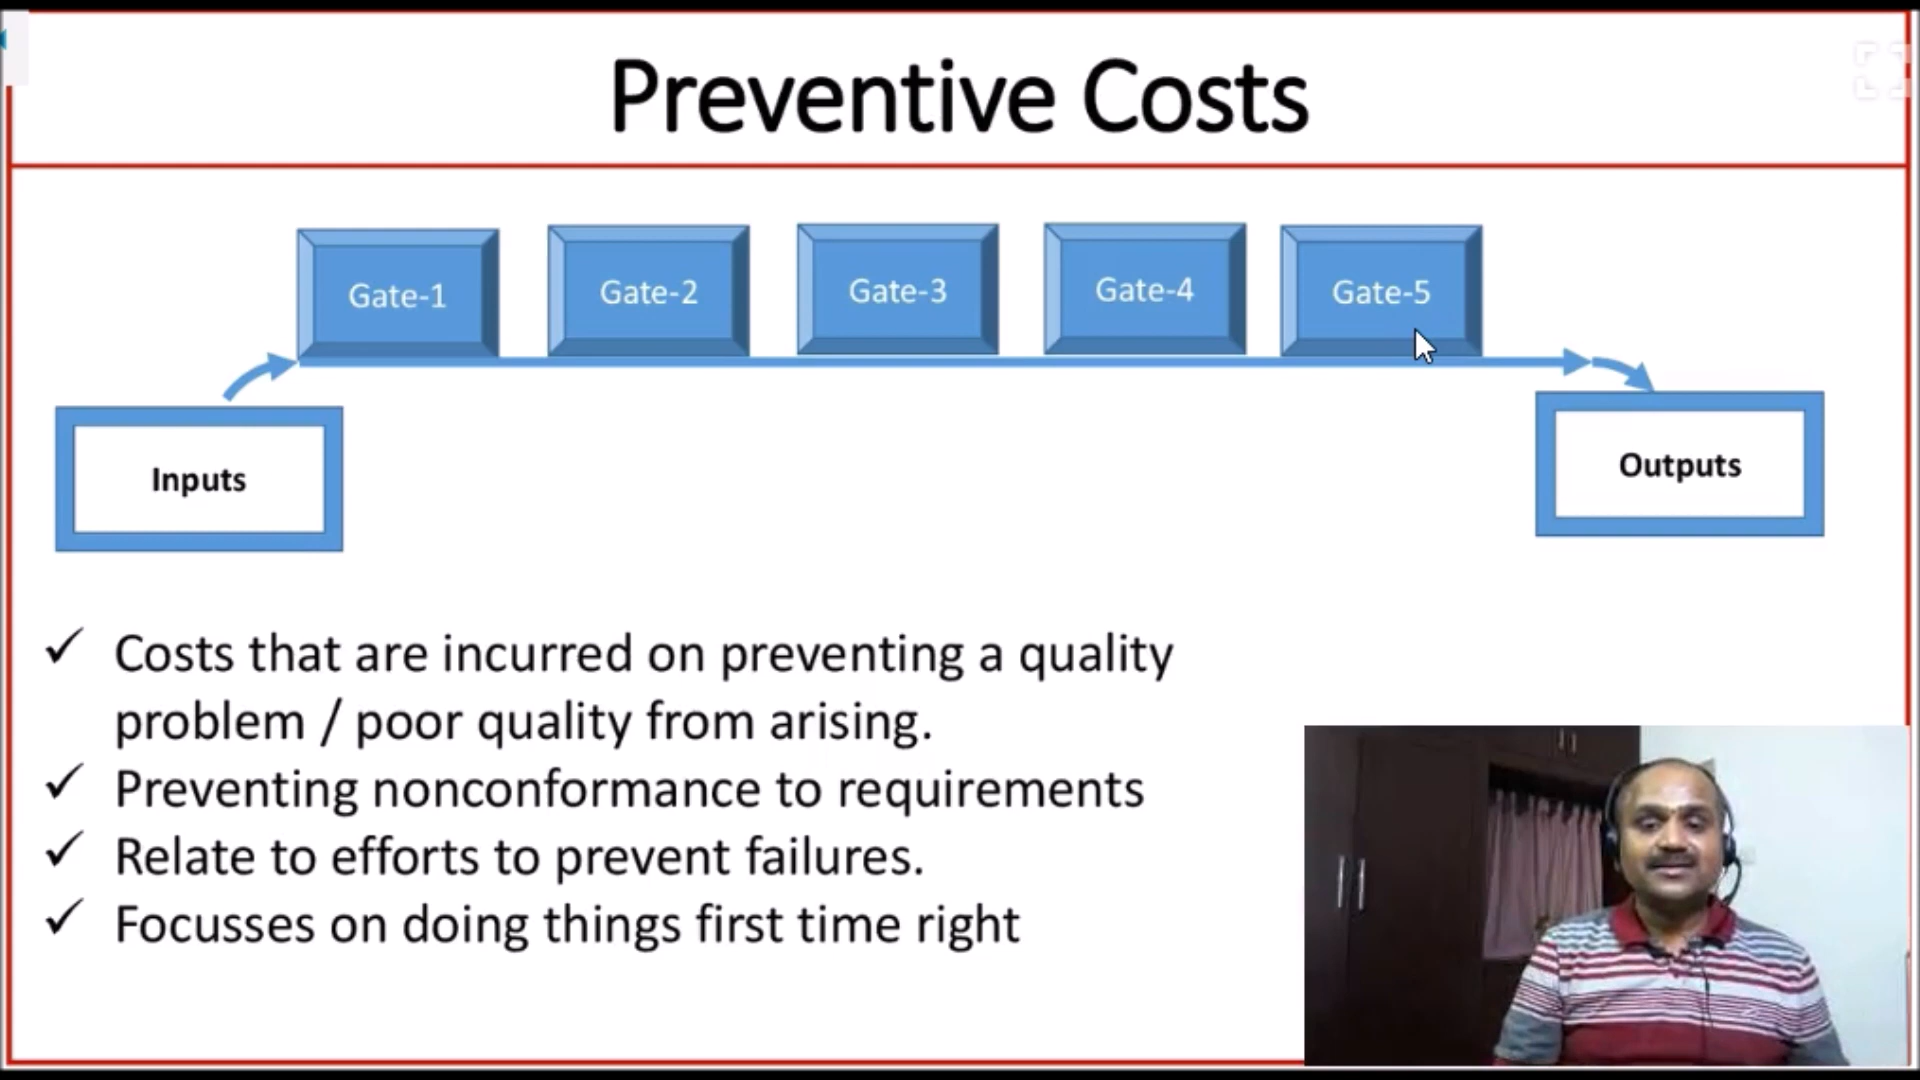 Preventive Costs
Gate-1
Gate-2
Gate-3
Gate-4
Gate-5
Inputs
Outputs
✓ Costs that are incurred on preventing a quality
problem / poor quality from arising.
✓ Preventing nonconformance to requirements
✓ Relate to efforts to prevent failures.
✓ Focusses on doing things first time right